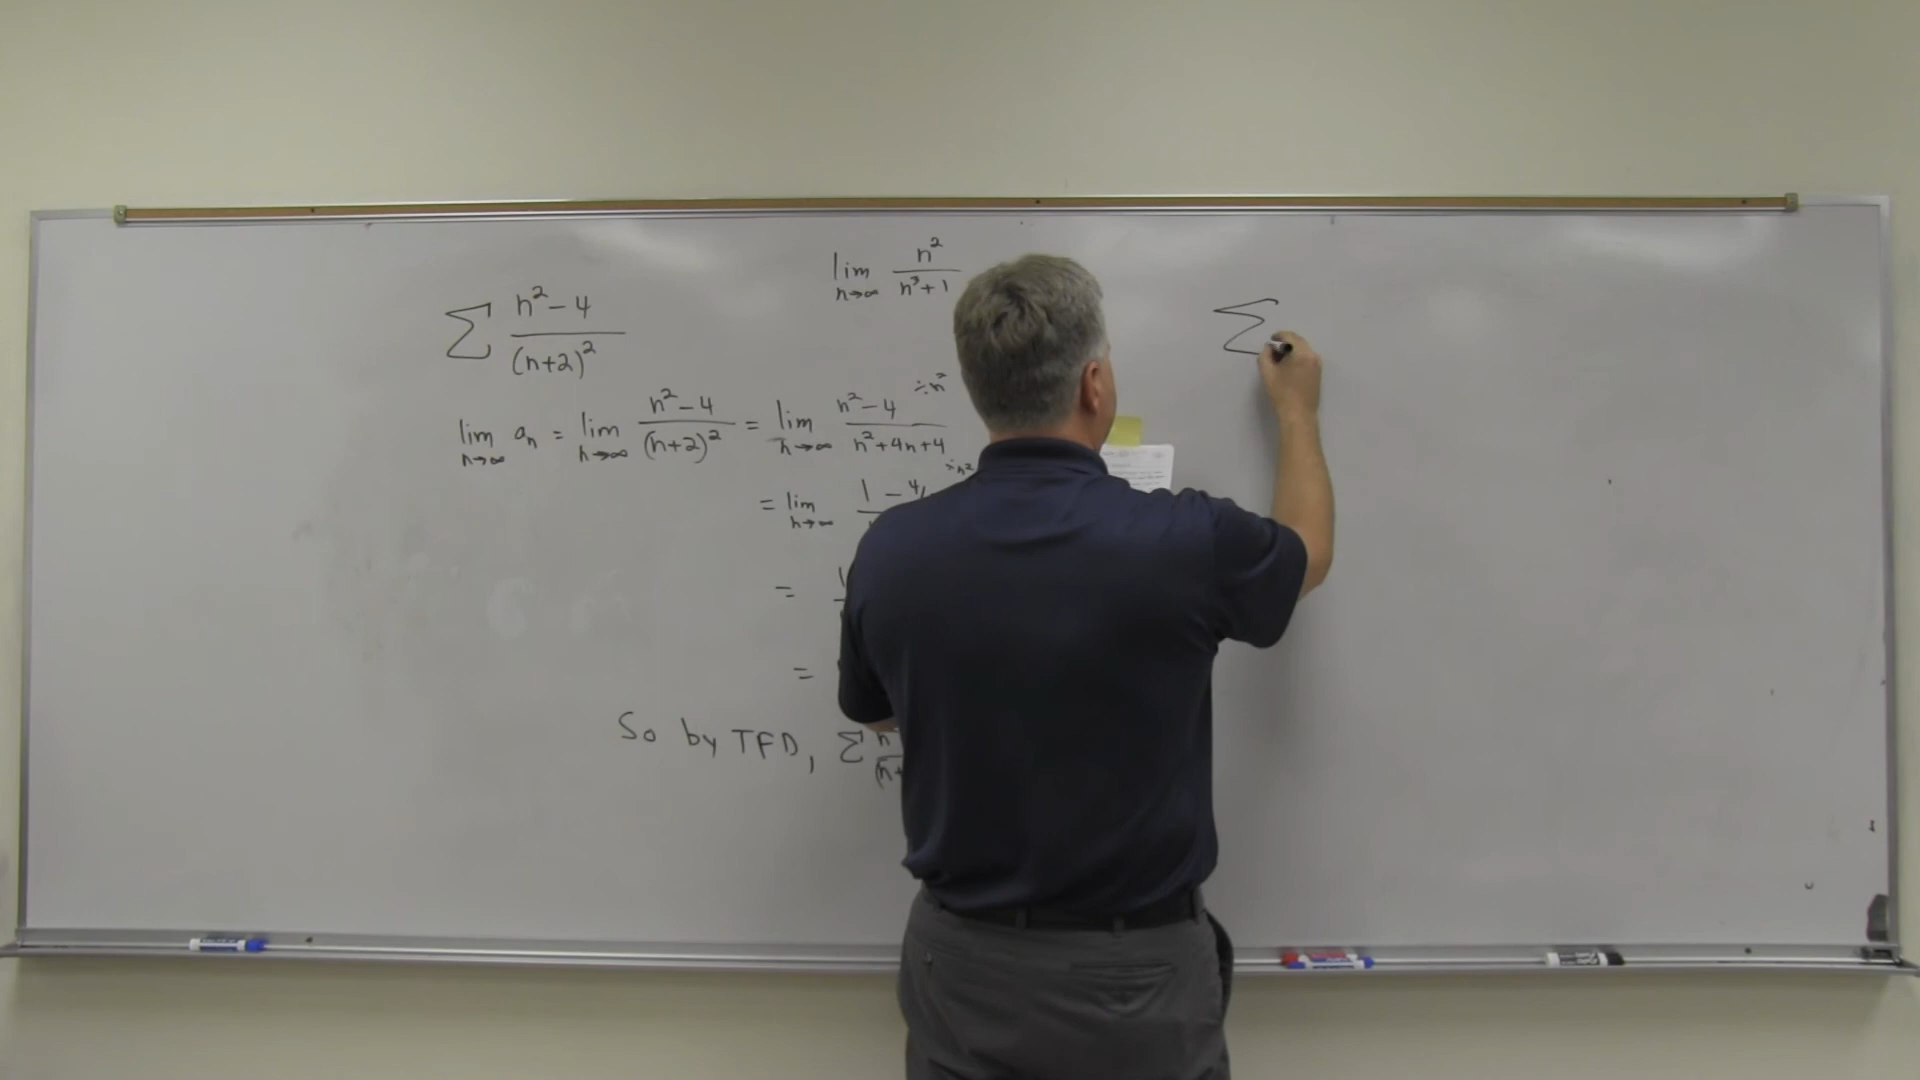 lim n→∞ n²/(n³+1)
∑ (n²-4)/(n+2)²
lim n→∞ aₙ = lim n→∞ (n²-4)/(n+2)² = lim n→∞ (n²-4)/(n²+4n+4) ÷n² ÷n²
= lim n→∞ 1 - 4/
= 1
=
So by TFD, ∑ n (n+
∑